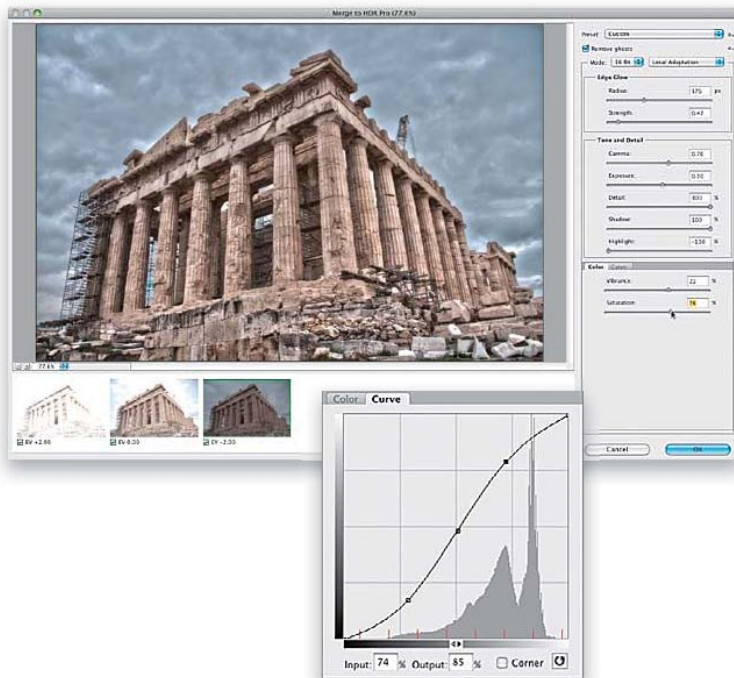 Merge to HDR Pro (77.6%)
Preset: Custom
Remove ghosts
Mode: 16 Bit Local Adaptation
Edge Glow
Radius: 176 px
Strength: 0.47
Tone and Detail
Gamma: 0.76
Exposure: 0.30
Detail: %
Shadow: 100 %
Highlight: %
Color Curve
Vibrance: 22 %
Saturation: %
77.6%
EV +2.00
EV 0.00
EV -2.00
Cancel OK
Color Curve
Input: 74 % Output: 85 % Corner